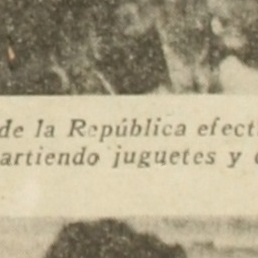 de la República efect
artiendo juguetes y